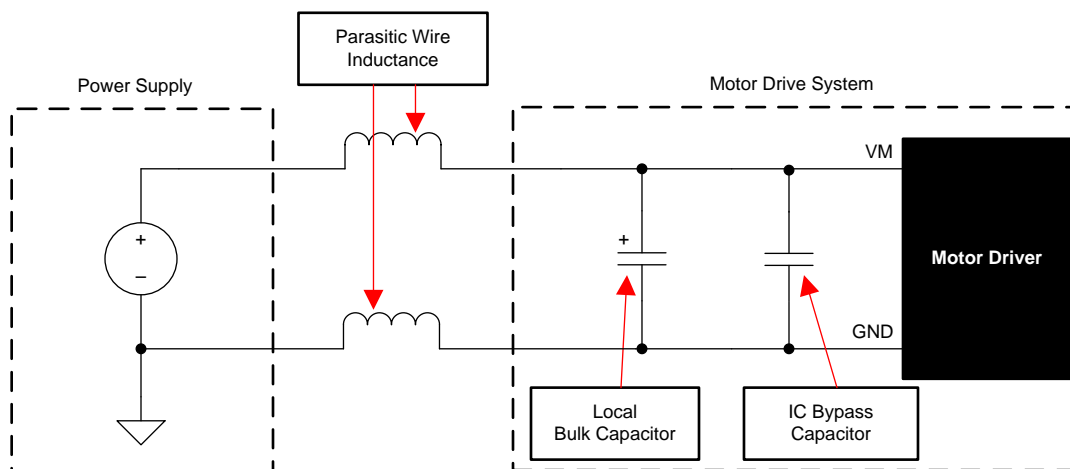 Parasitic Wire
Inductance
Power Supply
Motor Drive System
VM
+
+
−
Motor Driver
GND
Local
Bulk Capacitor
IC Bypass
Capacitor